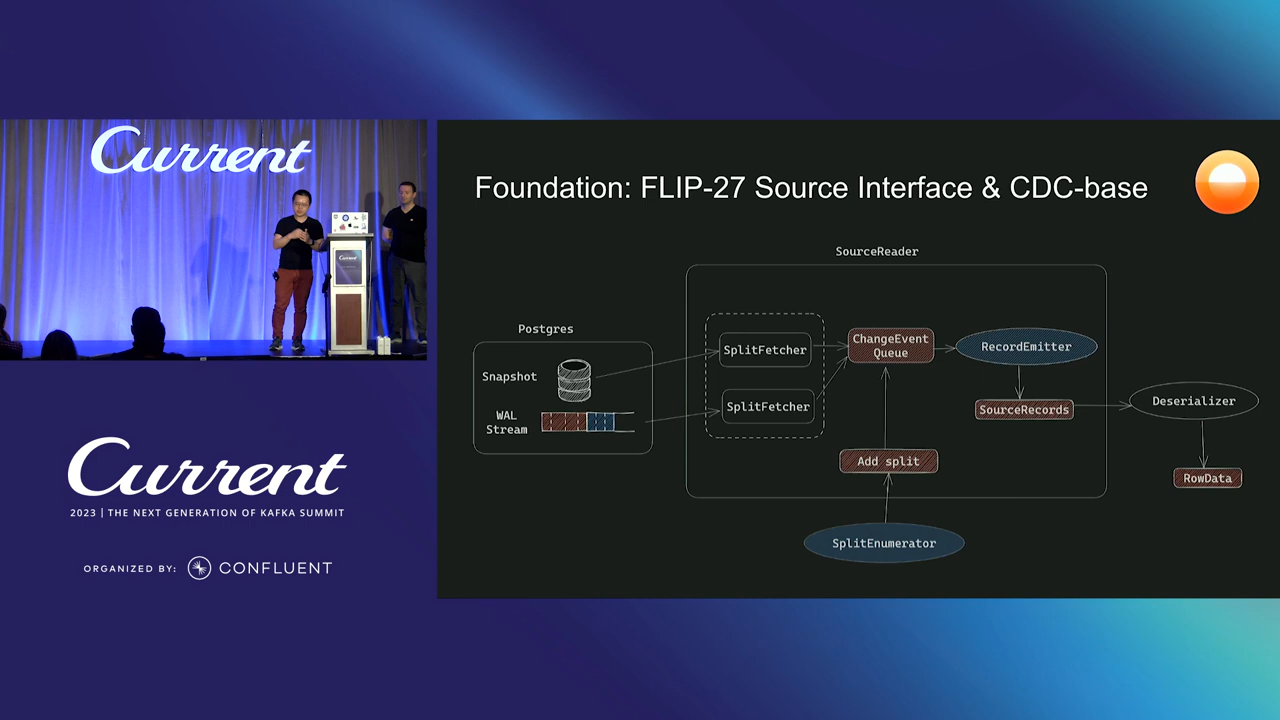 Current
Current
2023 | THE NEXT GENERATION OF KAFKA SUMMIT
ORGANIZED BY: CONFLUENT
Foundation: FLIP-27 Source Interface & CDC-base
SourceReader
Postgres
Snapshot
WAL
Stream
SplitFetcher
SplitFetcher
ChangeEvent
Queue
RecordEmitter
SourceRecords
Deserializer
Add split
RowData
SplitEnumerator
Current